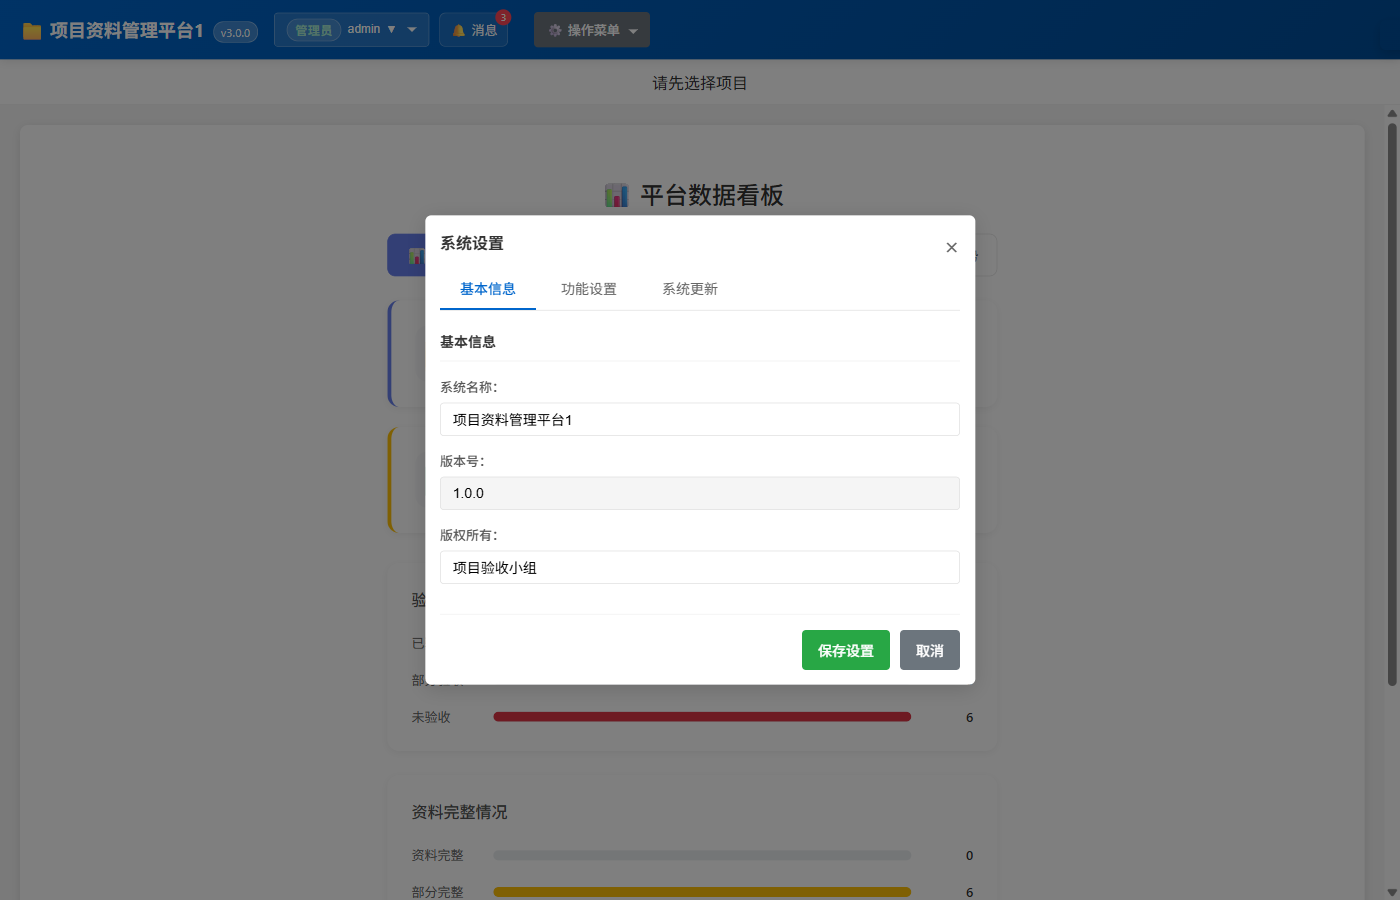 项目资料管理平台1 v3.0.0 管理员 admin ▼ 消息 3 操作菜单
请先选择项目
平台数据看板
系统设置 ×
基本信息 功能设置 系统更新
基本信息
系统名称：
项目资料管理平台1
版本号：
1.0.0
版权所有：
项目验收小组
保存设置 取消
验
已
部
未验收 6
资料完整情况
资料完整 0
部分完整 6